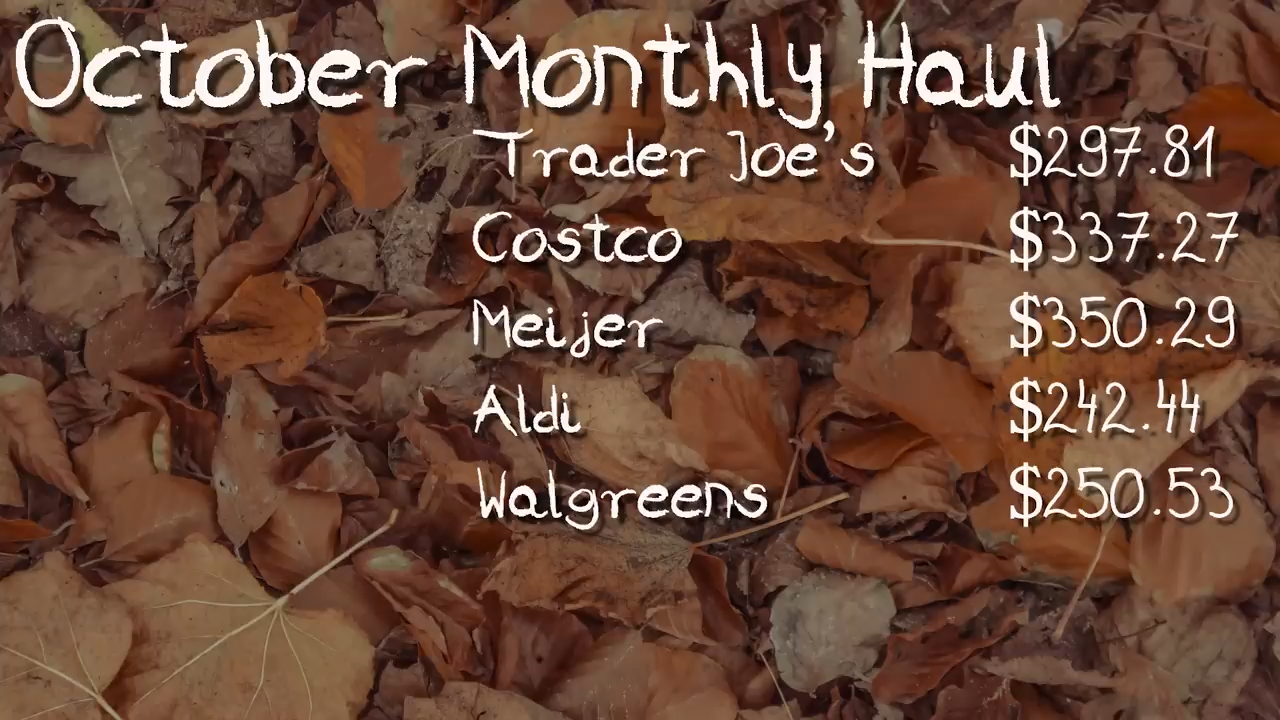 October Monthly Haul
Trader Joe's $297.81
Costco $337.27
Meijer $350.29
Aldi $242.44
Walgreens $250.53